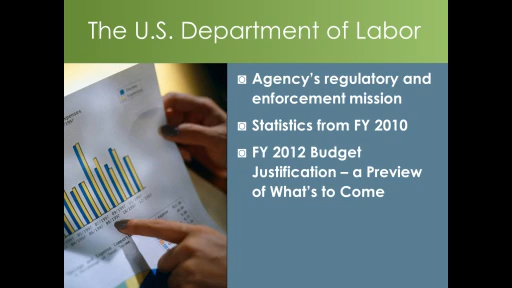 The U.S. Department of Labor
Agency's regulatory and
enforcement mission
Statistics from FY 2010
FY 2012 Budget
Justification – a Preview
of What's to Come